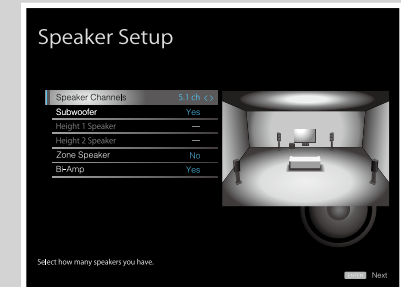 Speaker Setup
Speaker Channels 5.1 ch <>
Subwoofer Yes
Height 1 Speaker —
Height 2 Speaker —
Zone Speaker No
Bi-Amp Yes
Select how many speakers you have.
ENTER Next